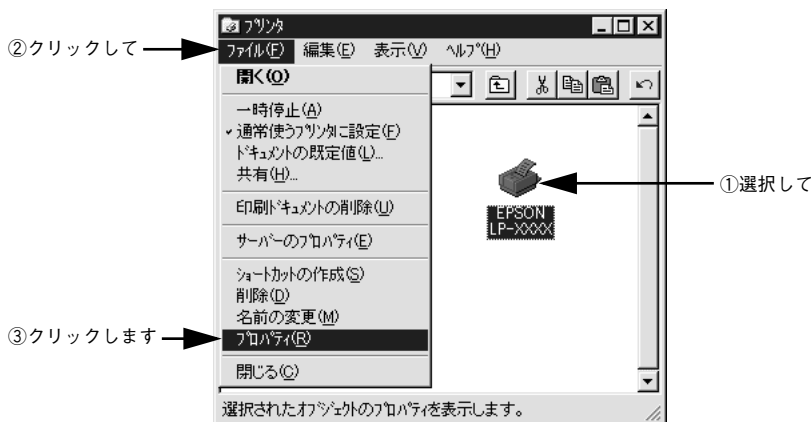 プリンタ
②クリックして
ファイル(F) 編集(E) 表示(V) ヘルプ(H)
開く(O)
一時停止(A)
通常使うプリンタに設定(F)
ドキュメントの既定値(L)...
共有(H)...
①選択して
印刷ドキュメントの削除(U)
EPSON
LP-XXXX
サーバーのプロパティ(E)
ショートカットの作成(S)
削除(D)
名前の変更(M)
③クリックします
プロパティ(R)
閉じる(C)
選択されたオブジェクトのプロパティを表示します。